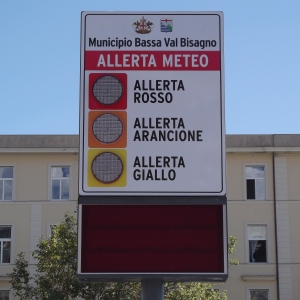 Municipio Bassa Val Bisagno
ALLERTA METEO
ALLERTA
ROSSO
ALLERTA
ARANCIONE
ALLERTA
GIALLO